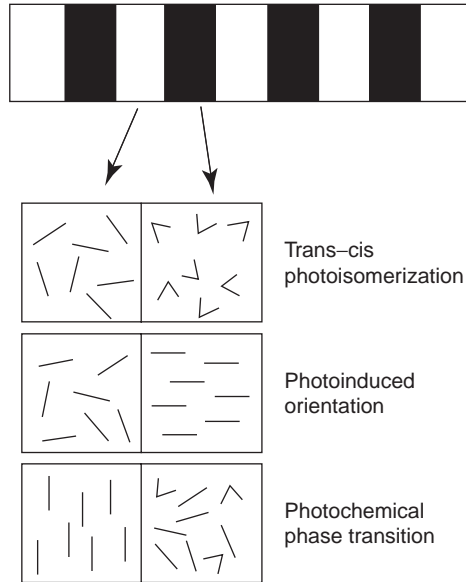 Trans–cis
photoisomerization
Photoinduced
orientation
Photochemical
phase transition